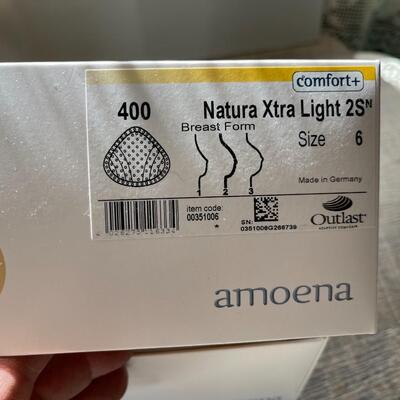 comfort+
400 Natura Xtra Light 2Sᴺ
Breast Form
Size 6
1 2 3
Made in Germany
item code:
00351006
*
SN:
0351006G266739
Outlast
amoena